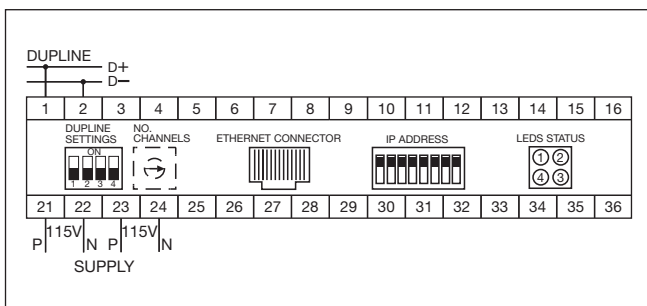 DUPLINE
D+
D−
1 2 3 4 5 6 7 8 9 10 11 12 13 14 15 16
DUPLINE SETTINGS
NO. CHANNELS
ETHERNET CONNECTOR
IP ADDRESS
LEDS STATUS
ON
1 2 3 4
1 2
4 3
21 22 23 24 25 26 27 28 29 30 31 32 33 34 35 36
P 115V N P 115V N
SUPPLY